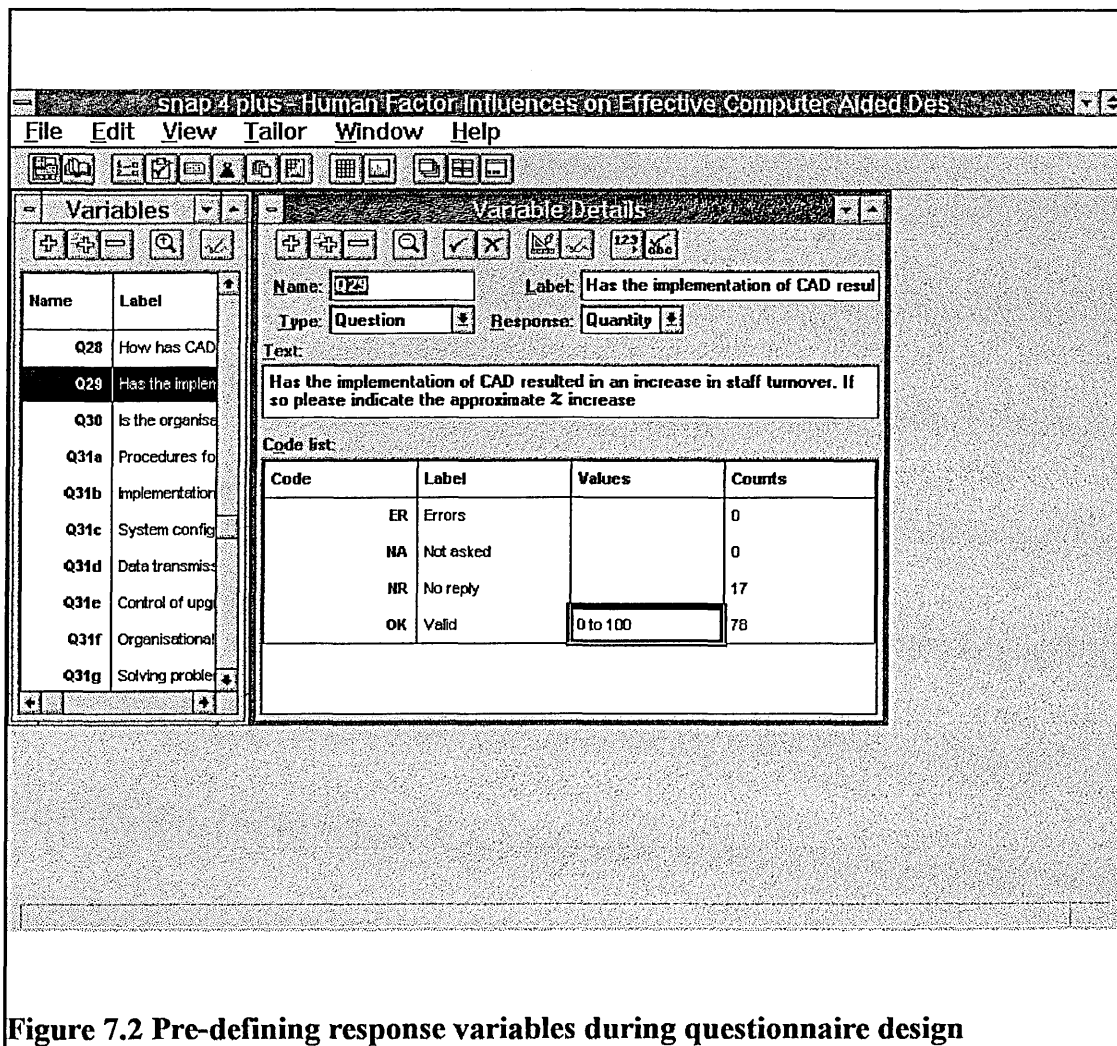 snap 4 plus - Human Factor Influences on Effective Computer Aided Des
File Edit View Tailor Window Help
Variables
Name Label
Q28 How has CAD
Q29 Has the implen
Q30 Is the organise
Q31a Procedures fo
Q31b Implementation
Q31c System config
Q31d Data transmiss
Q31e Control of upg
Q31f Organisational
Q31g Solving proble
Variable Details
123
abc
Name: Q29 Label: Has the implementation of CAD resul
Type: Question Response: Quantity
Text:
Has the implementation of CAD resulted in an increase in staff turnover. If
so please indicate the approximate % increase
Code list:
Code Label Values Counts
ER Errors 0
NA Not asked 0
NR No reply 17
OK Valid 0 to 100 78
Figure 7.2 Pre-defining response variables during questionnaire design